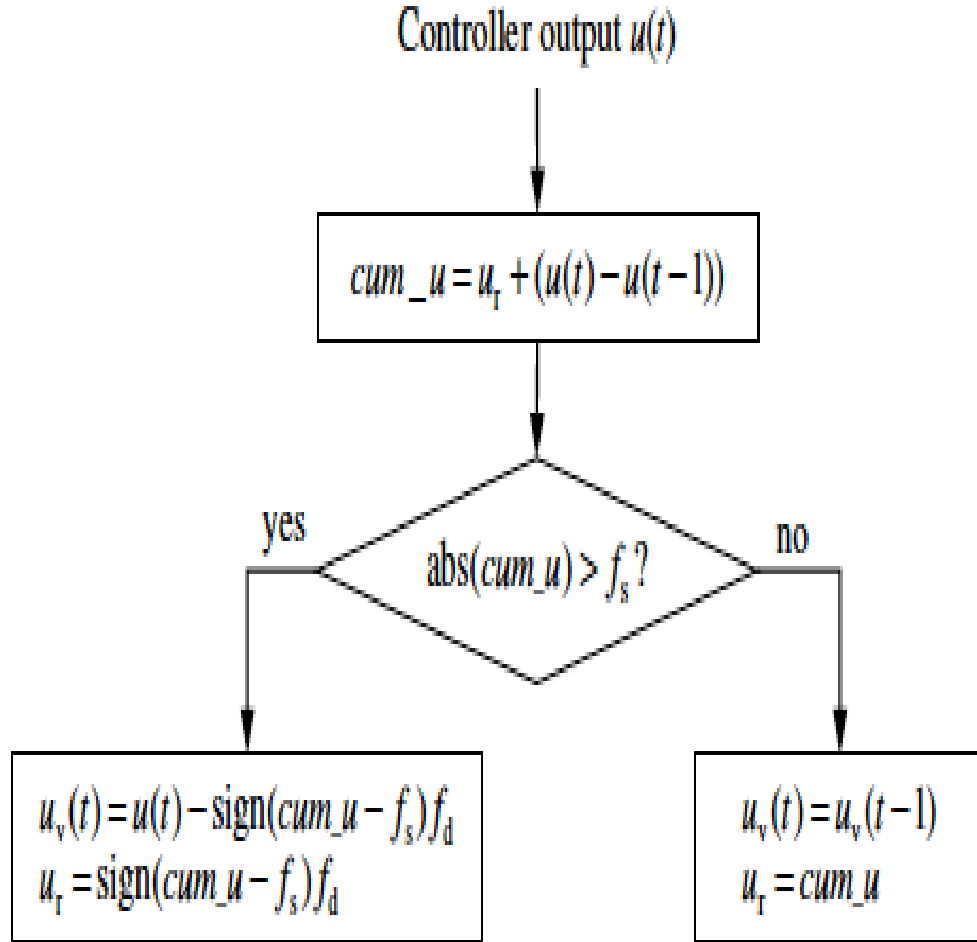 Controller output u(t)
cum_u = u_r + (u(t) − u(t−1))
yes
abs(cum_u) > f_s?
no
u_v(t) = u(t) − sign(cum_u − f_s)f_d
u_r = sign(cum_u − f_s)f_d
u_v(t) = u_v(t−1)
u_r = cum_u